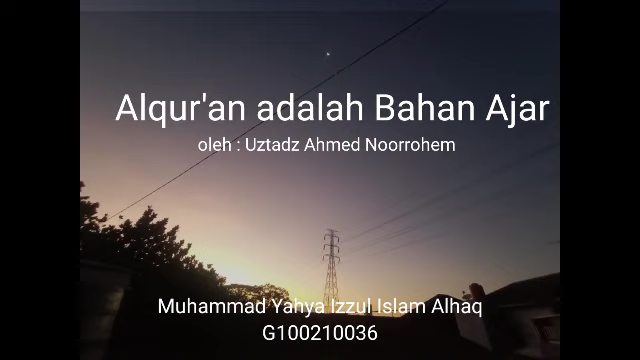 Alqur'an adalah Bahan Ajar
oleh : Uztadz Ahmed Noorrohem
Muhammad Yahya Izzul Islam Alhaq
G100210036